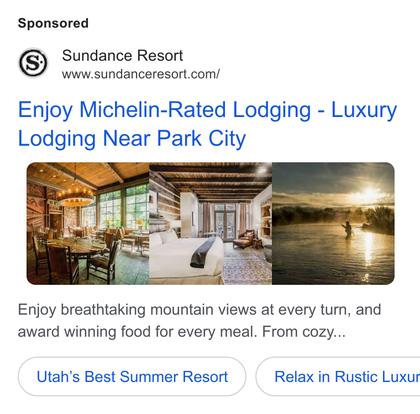 Sponsored
S
Sundance Resort
www.sundanceresort.com/
Enjoy Michelin-Rated Lodging - Luxury
Lodging Near Park City
Enjoy breathtaking mountain views at every turn, and
award winning food for every meal. From cozy...
Utah's Best Summer Resort
Relax in Rustic Luxur